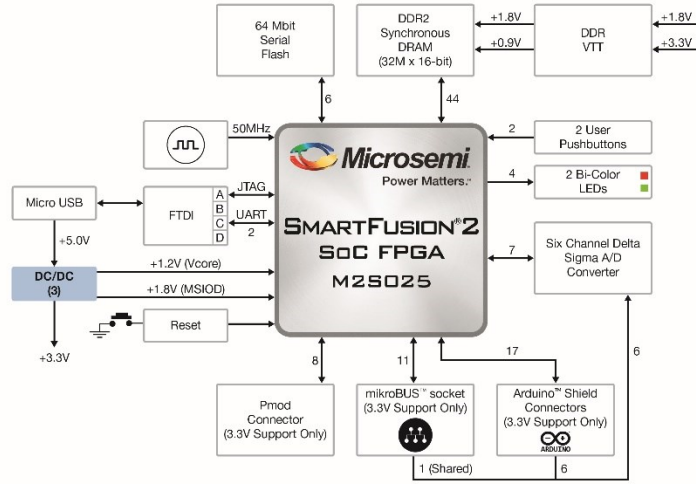 64 Mbit
Serial
Flash
DDR2
Synchronous
DRAM
(32M x 16-bit)
+1.8V
+0.9V
DDR
VTT
+1.8V
+3.3V
6
44
50MHz
Microsemi
Power Matters.™
SMARTFUSION®2
SoC FPGA
M2S025
2
2 User
Pushbuttons
4
2 Bi-Color
LEDs
Micro USB
FTDI
A
B
C
D
JTAG
UART
2
+5.0V
DC/DC
(3)
+1.2V (Vcore)
+1.8V (MSIOD)
+3.3V
Reset
7
Six Channel Delta
Sigma A/D
Converter
6
8
11
17
Pmod
Connector
(3.3V Support Only)
mikroBUS™ socket
(3.3V Support Only)
Arduino™ Shield
Connectors
(3.3V Support Only)
ARDUINO
1 (Shared)
6